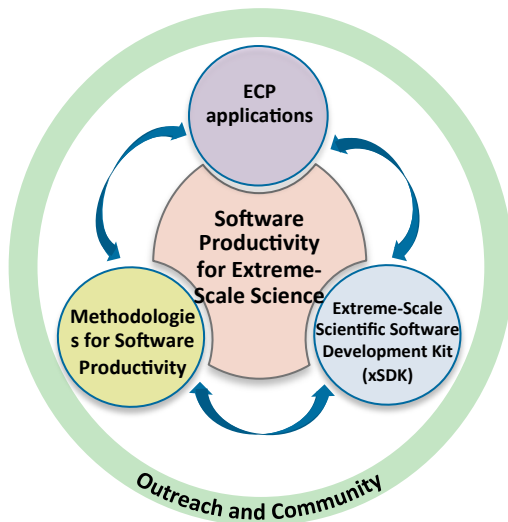 ECP
applications
Software
Productivity
for Extreme-
Scale Science
Methodologie
s for Software
Productivity
Extreme-Scale
Scientific Software
Development Kit
(xSDK)
Outreach and Community